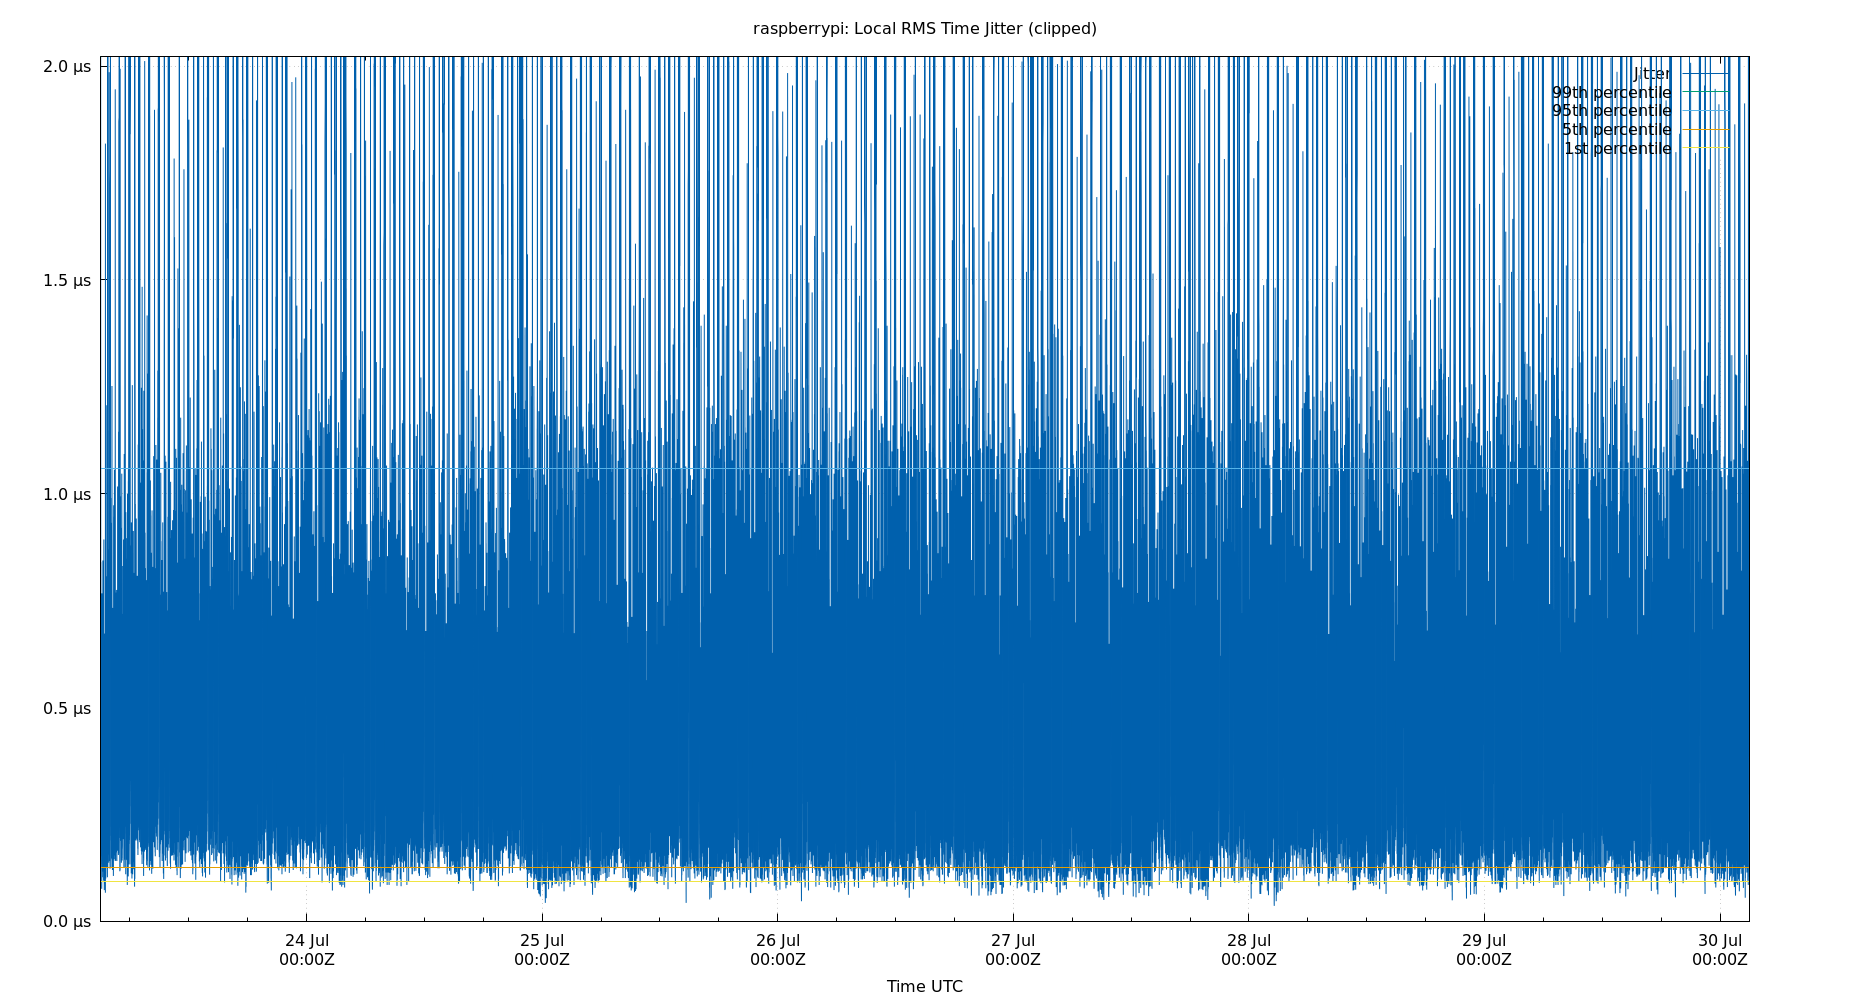 raspberrypi: Local RMS Time Jitter (clipped)
2.0 µs
1.5 µs
1.0 µs
0.5 µs
0.0 µs
Jitter
99th percentile
95th percentile
5th percentile
1st percentile
24 Jul 25 Jul 26 Jul 27 Jul 28 Jul 29 Jul 30 Jul
00:00Z 00:00Z 00:00Z 00:00Z 00:00Z 00:00Z 00:00Z
Time UTC